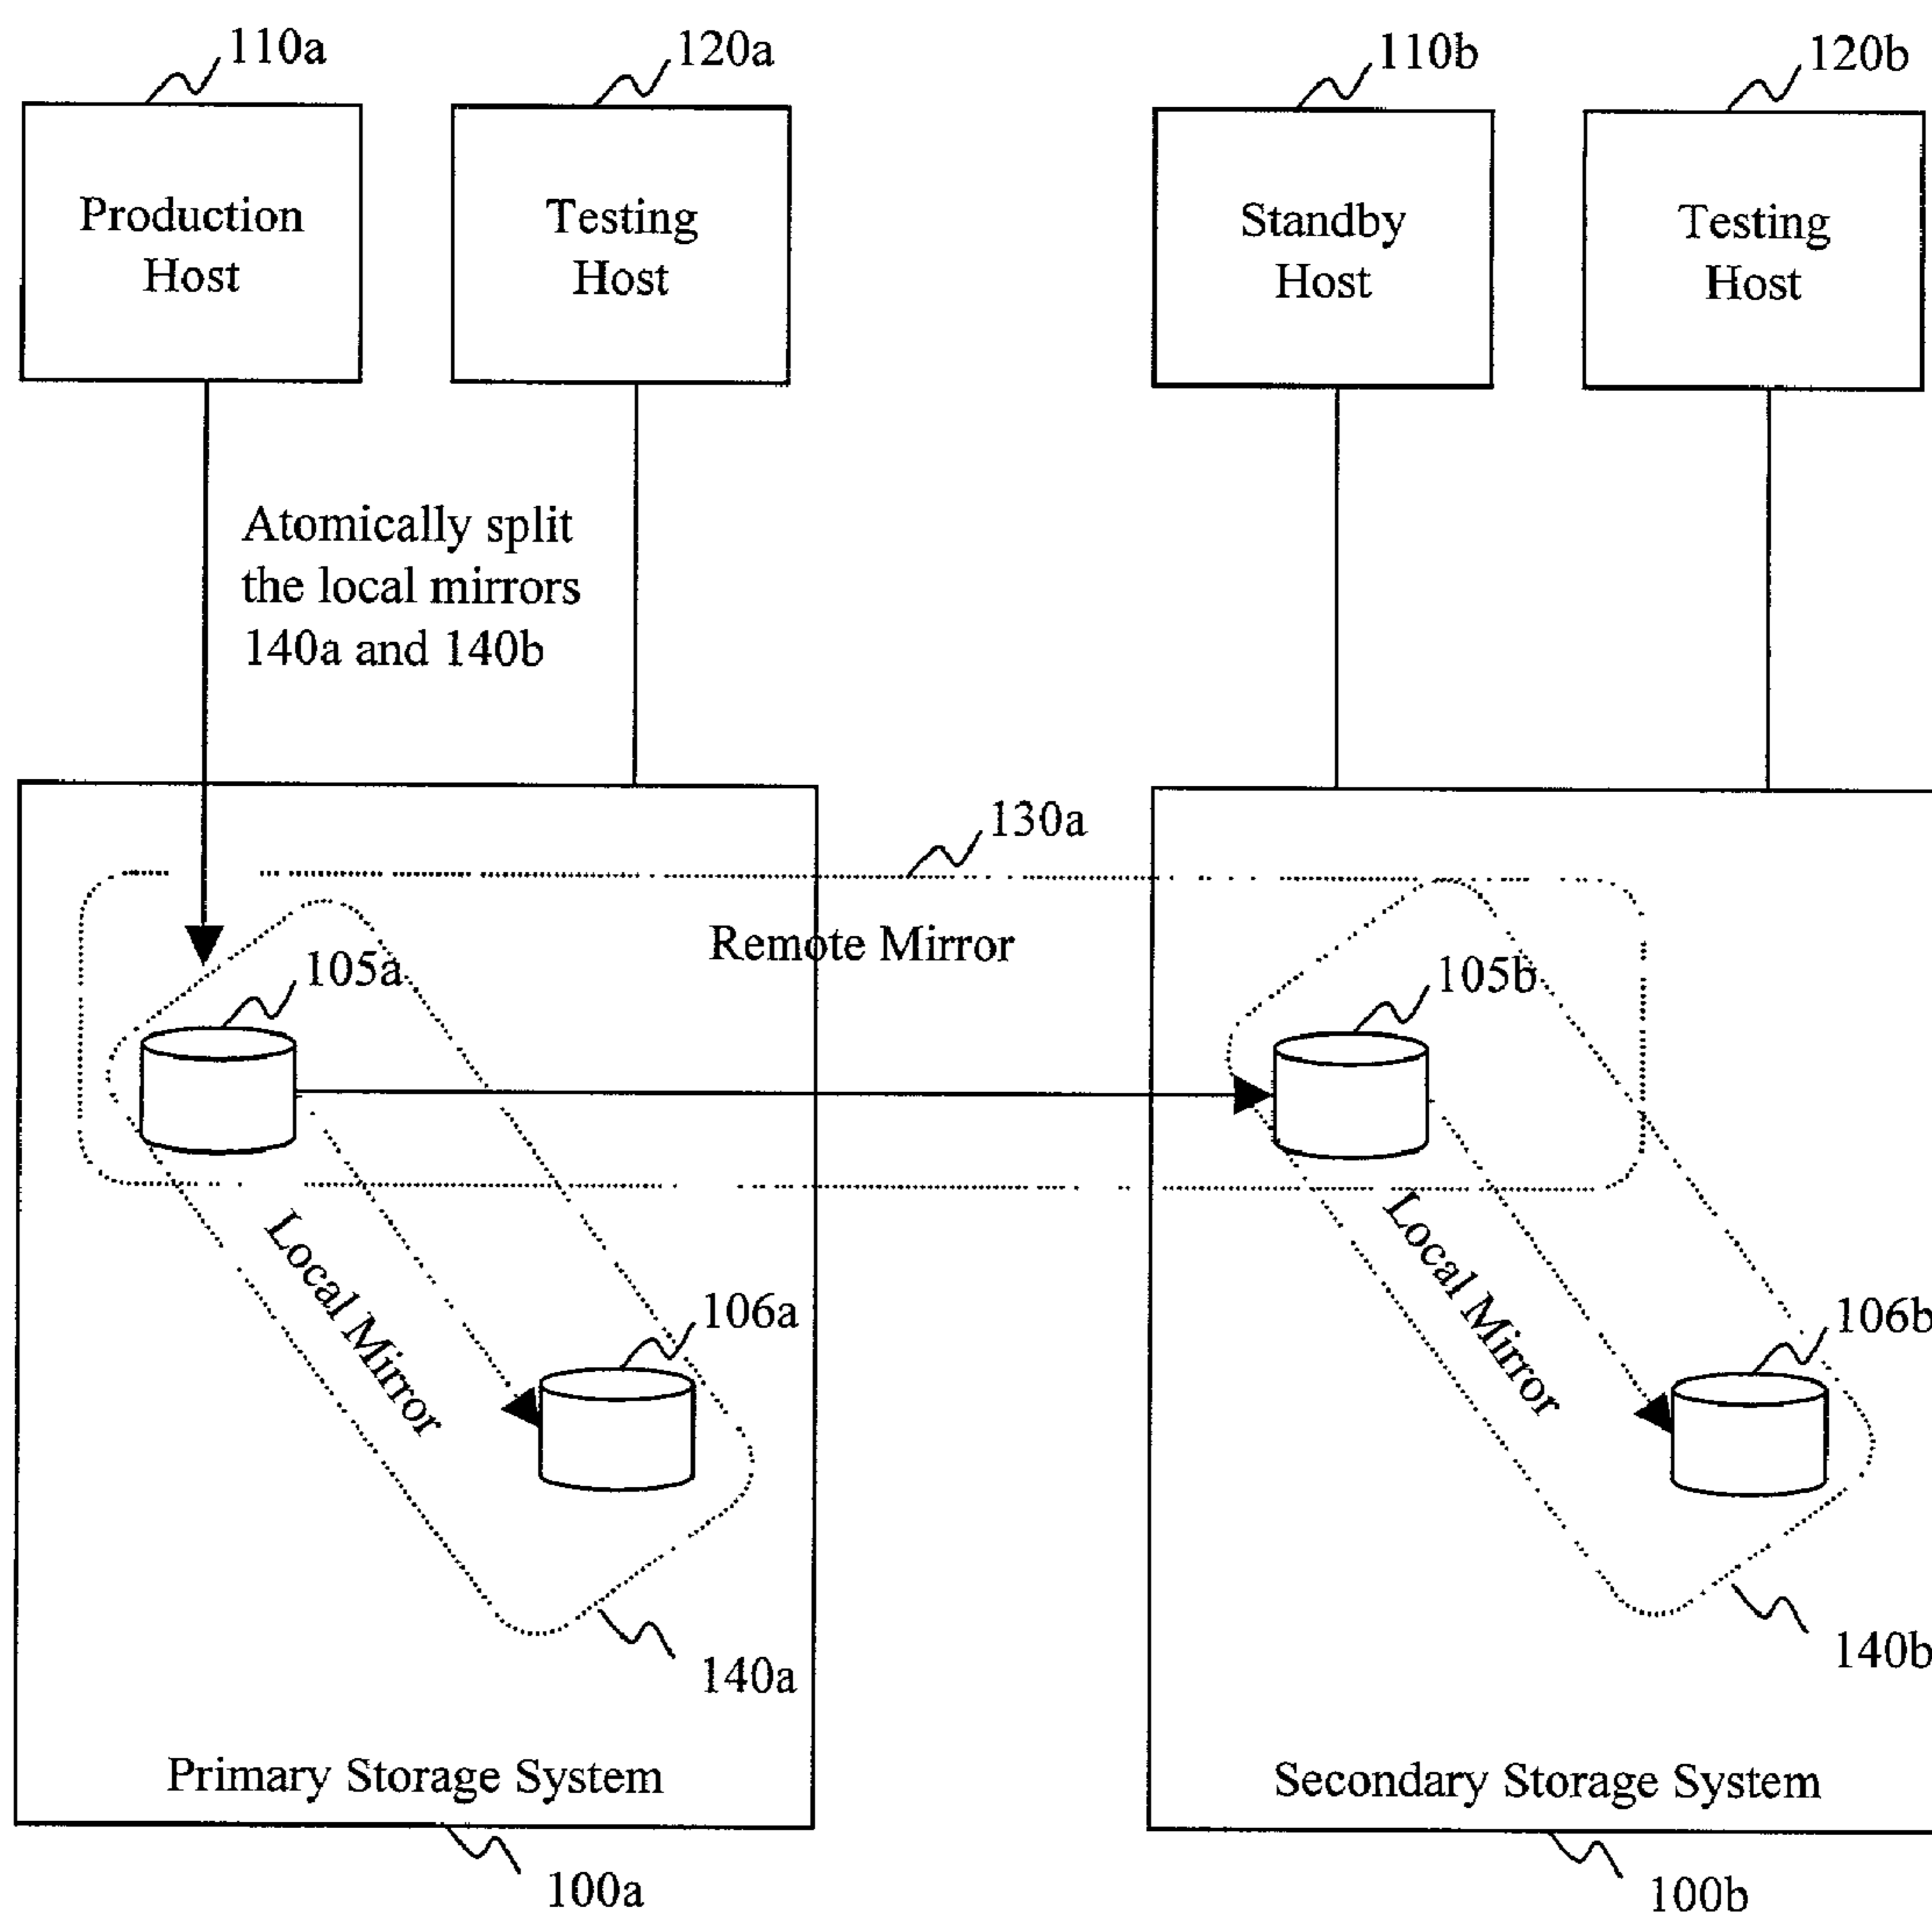 110a
120a
110b
120b
Production
Host
Testing
Host
Standby
Host
Testing
Host
Atomically split
the local mirrors
140a and 140b
130a
Remote Mirror
105a
105b
Local Mirror
Local Mirror
106a
106b
140a
140b
Primary Storage System
Secondary Storage System
100a
100b